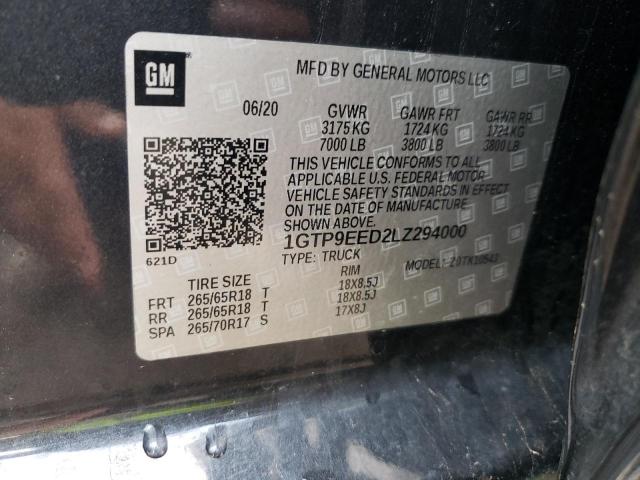 GM
MFD BY GENERAL MOTORS LLC
06/20 GVWR GAWR FRT GAWR RR
3175 KG 1724 KG 1724 KG
7000 LB 3800 LB 3800 LB
THIS VEHICLE CONFORMS TO ALL
APPLICABLE U.S. FEDERAL MOTOR
VEHICLE SAFETY STANDARDS IN EFFECT
ON THE DATE OF MANUFACTURE
SHOWN ABOVE.
1GTP9EED2LZ294000
621D TYPE: TRUCK MODEL:
TIRE SIZE RIM
FRT 265/65R18 T 18X8.5J
RR 265/65R18 T 18X8.5J
SPA 265/70R17 S 17X8J